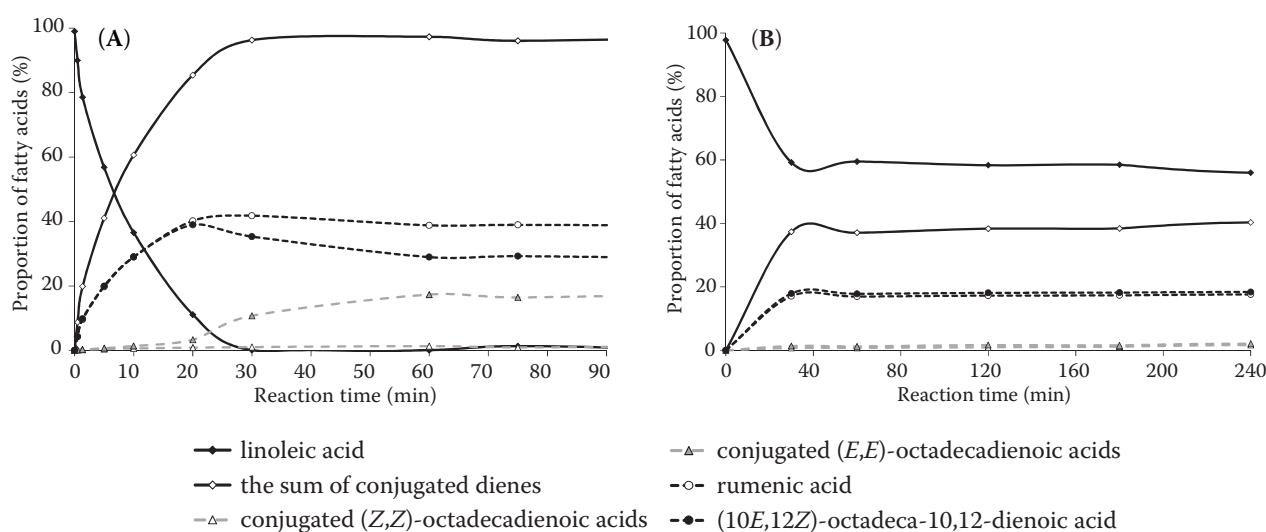 (A)
Proportion of fatty acids (%)
100
80
60
40
20
0
0 10 20 30 40 50 60 70 80 90
Reaction time (min)
(B)
Proportion of fatty acids (%)
100
80
60
40
20
0
0 40 80 120 160 200 240
Reaction time (min)
linoleic acid
the sum of conjugated dienes
conjugated (Z,Z)-octadecadienoic acids
conjugated (E,E)-octadecadienoic acids
rumenic acid
(10E,12Z)-octadeca-10,12-dienoic acid